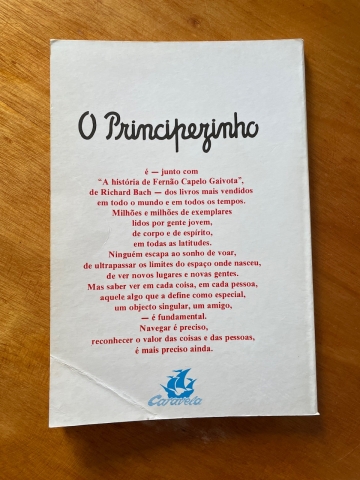 O Principezinho
é — junto com
“A história de Fernão Capelo Gaivota”,
de Richard Bach — dos livros mais vendidos
em todo o mundo e em todos os tempos.
Milhões e milhões de exemplares
lidos por gente jovem,
de corpo e de espírito,
em todas as latitudes.
Ninguém escapa ao sonho de voar,
de ultrapassar os limites do espaço onde nasceu,
de ver novos lugares e novas gentes.
Mas saber ver em cada coisa, em cada pessoa,
aquele algo que a define como especial,
um objecto singular, um amigo,
— é fundamental.
Navegar é preciso,
reconhecer o valor das coisas e das pessoas,
é mais preciso ainda.
Caravela